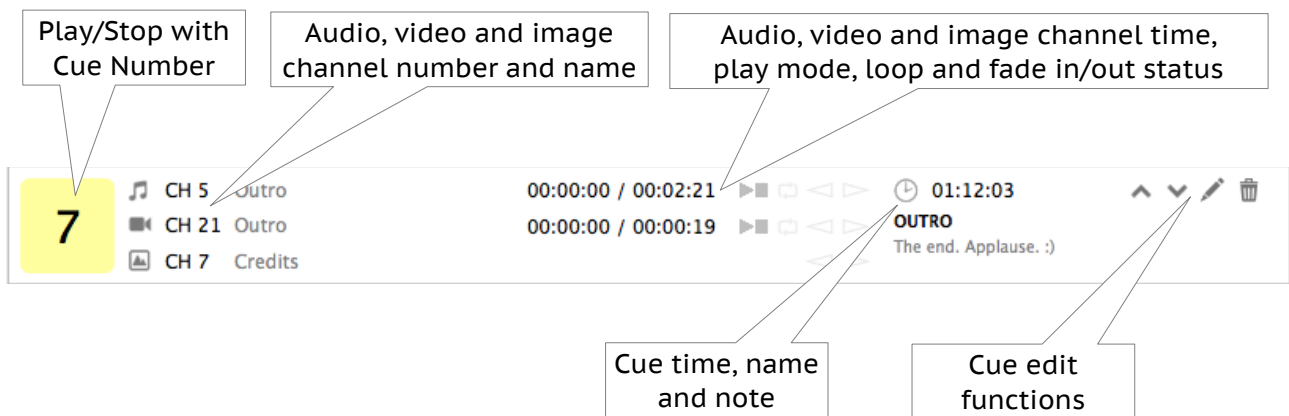 Play/Stop with
Cue Number
Audio, video and image
channel number and name
Audio, video and image channel time,
play mode, loop and fade in/out status
7
CH 5 Outro
00:00:00 / 00:02:21
01:12:03
CH 21 Outro
00:00:00 / 00:00:19
OUTRO
The end. Applause. :)
CH 7 Credits
Cue time, name
and note
Cue edit
functions